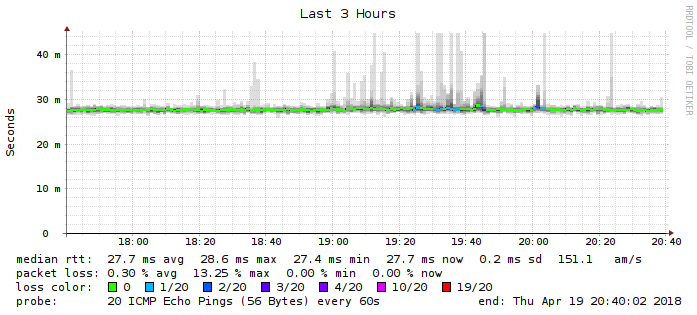 Last 3 Hours
RRDTOOL / TOBI OETIKER
Seconds
40 m
30 m
20 m
10 m
0
18:00 18:20 18:40 19:00 19:20 19:40 20:00 20:20 20:40
median rtt: 27.7 ms avg 28.6 ms max 27.4 ms min 27.7 ms now 0.2 ms sd 151.1 am/s
packet loss: 0.30 % avg 13.25 % max 0.00 % min 0.00 % now
loss color: 0 1/20 2/20 3/20 4/20 10/20 19/20
probe: 20 ICMP Echo Pings (56 Bytes) every 60s end: Thu Apr 19 20:40:02 2018